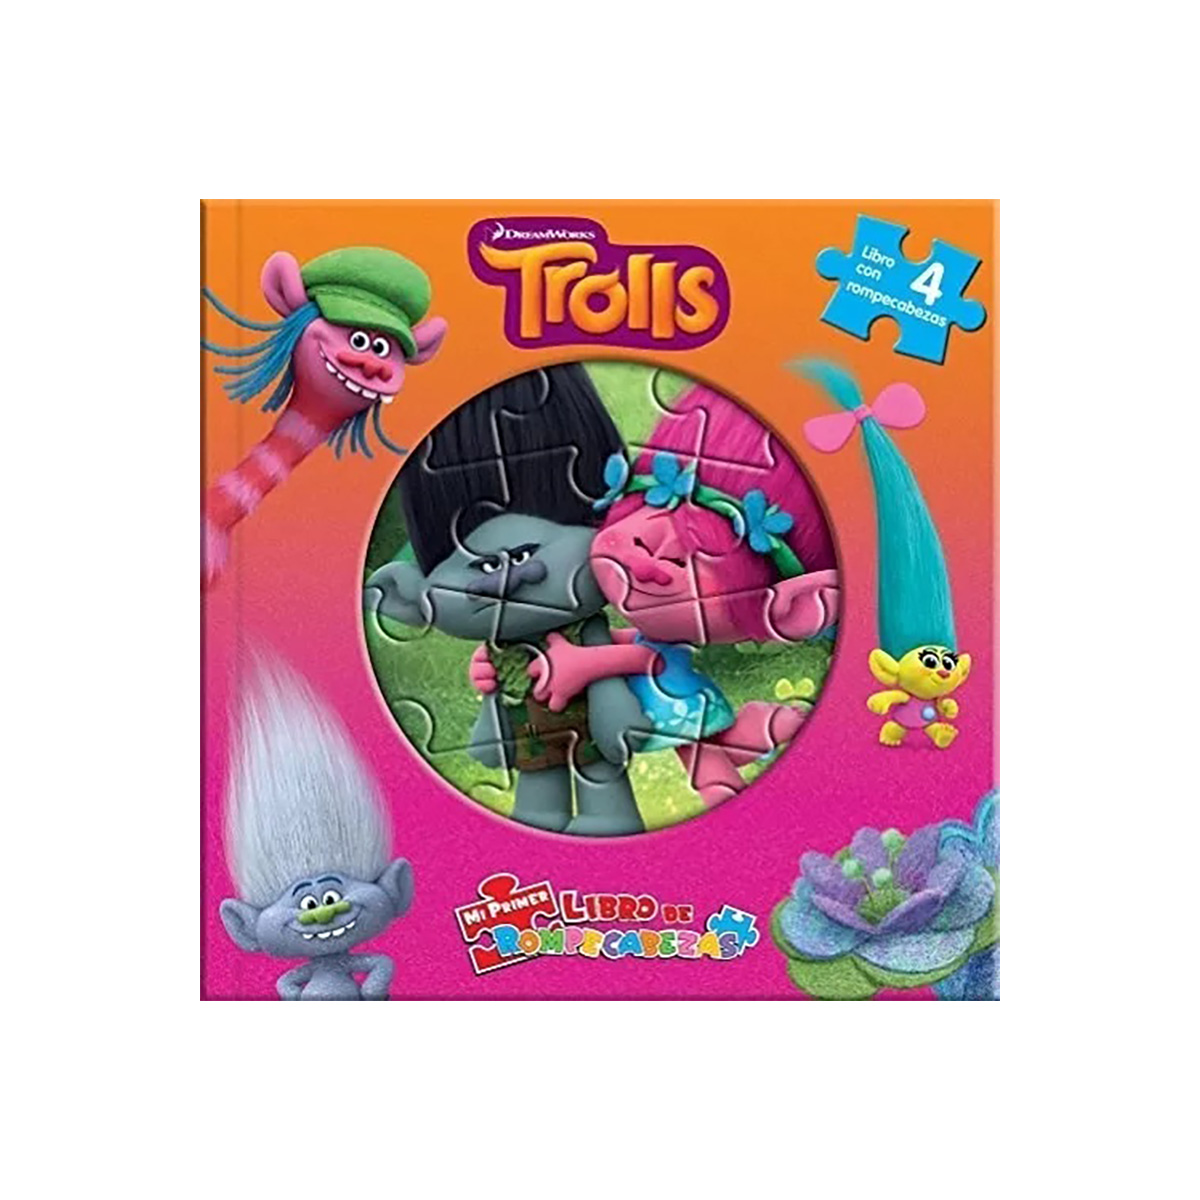 DREAMWORKS
TROLLS
Libro
con 4
rompecabezas
MI PRIMER
LIBRO DE
ROMPECABEZAS